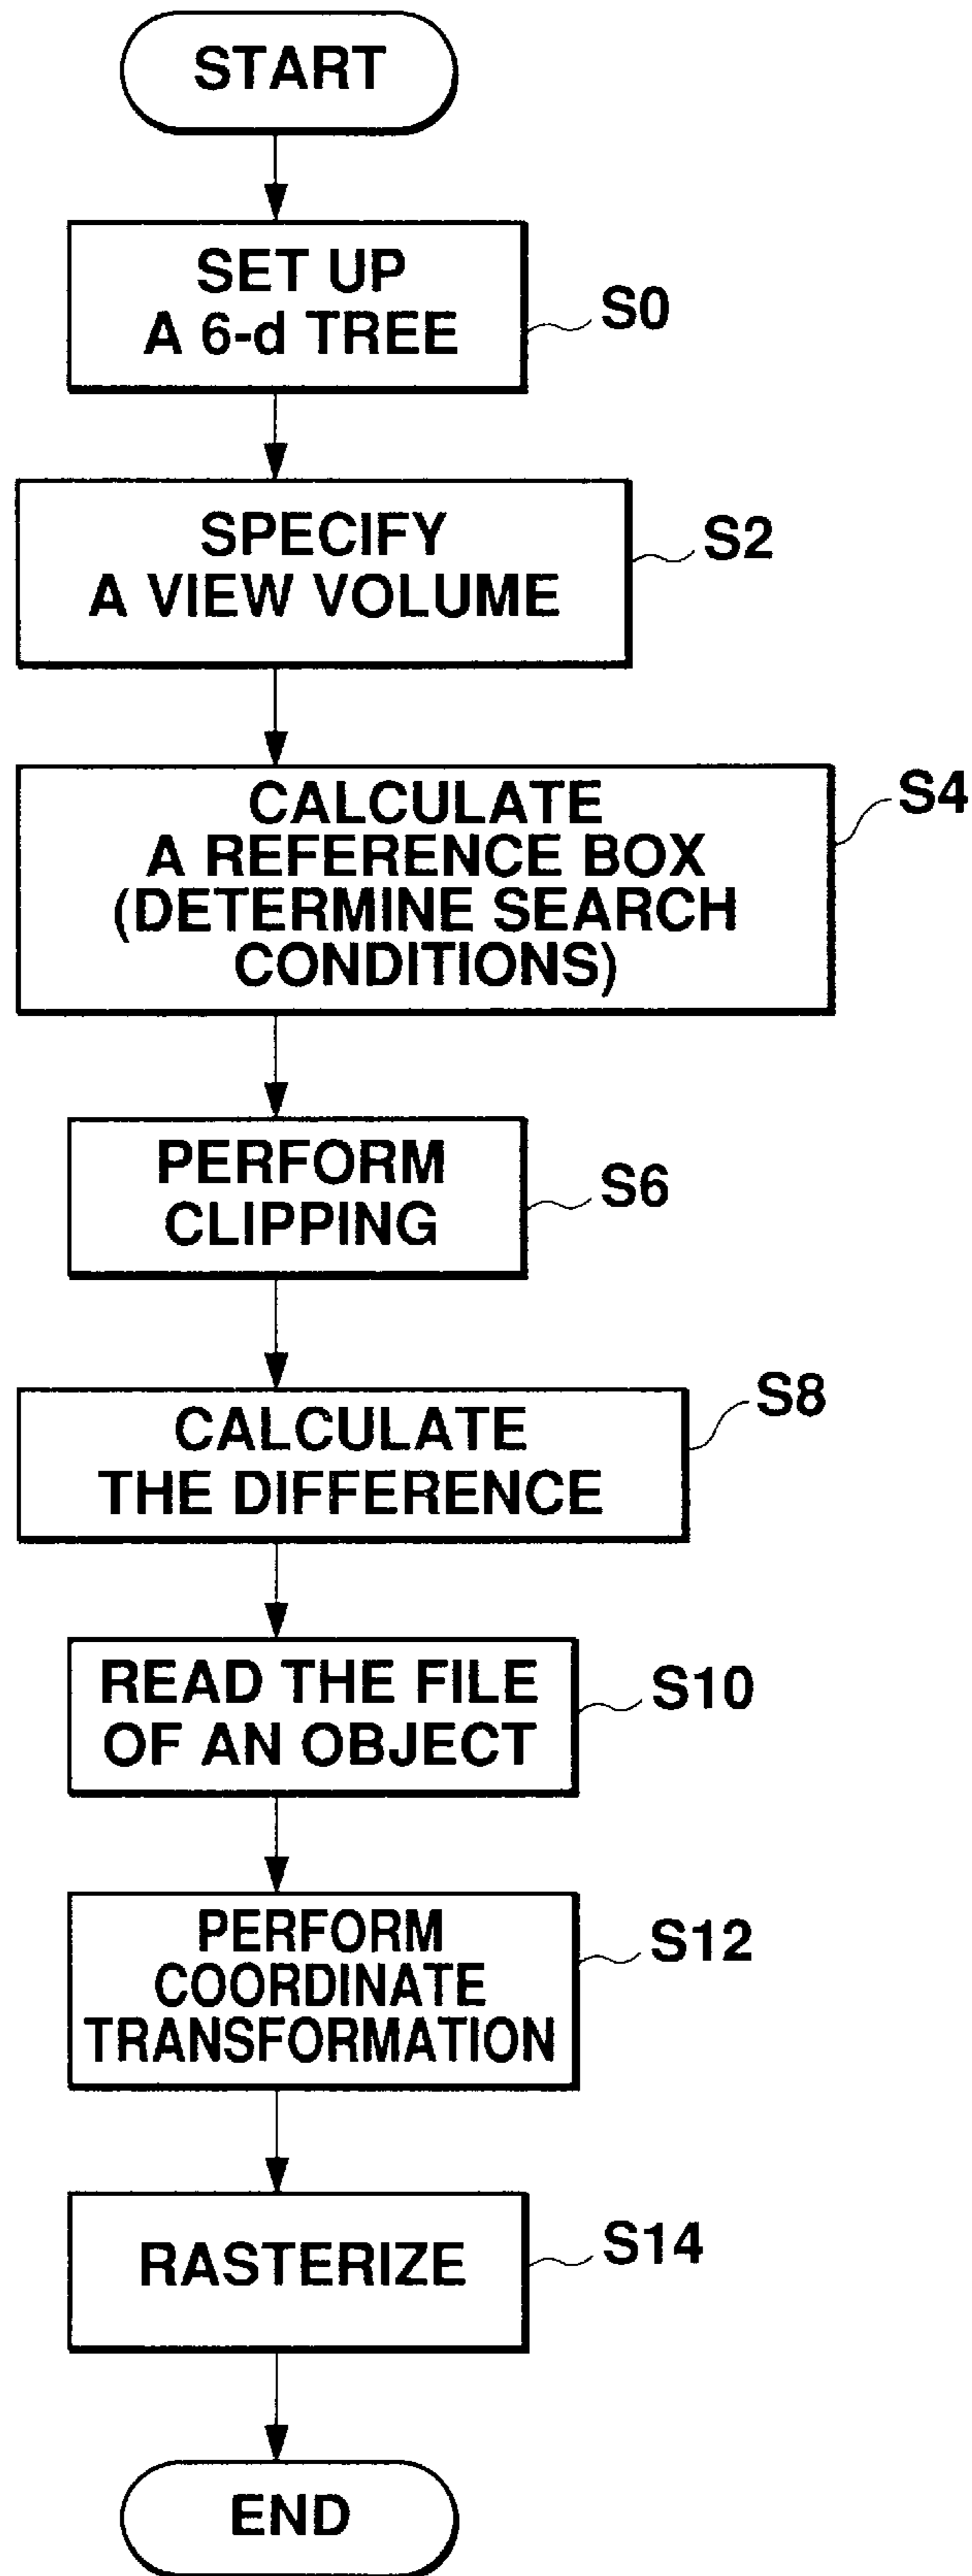 START
SET UP
A 6-d TREE
S0
SPECIFY
A VIEW VOLUME
S2
CALCULATE
A REFERENCE BOX
(DETERMINE SEARCH
CONDITIONS)
S4
PERFORM
CLIPPING
S6
CALCULATE
THE DIFFERENCE
S8
READ THE FILE
OF AN OBJECT
S10
PERFORM
COORDINATE
TRANSFORMATION
S12
RASTERIZE
S14
END